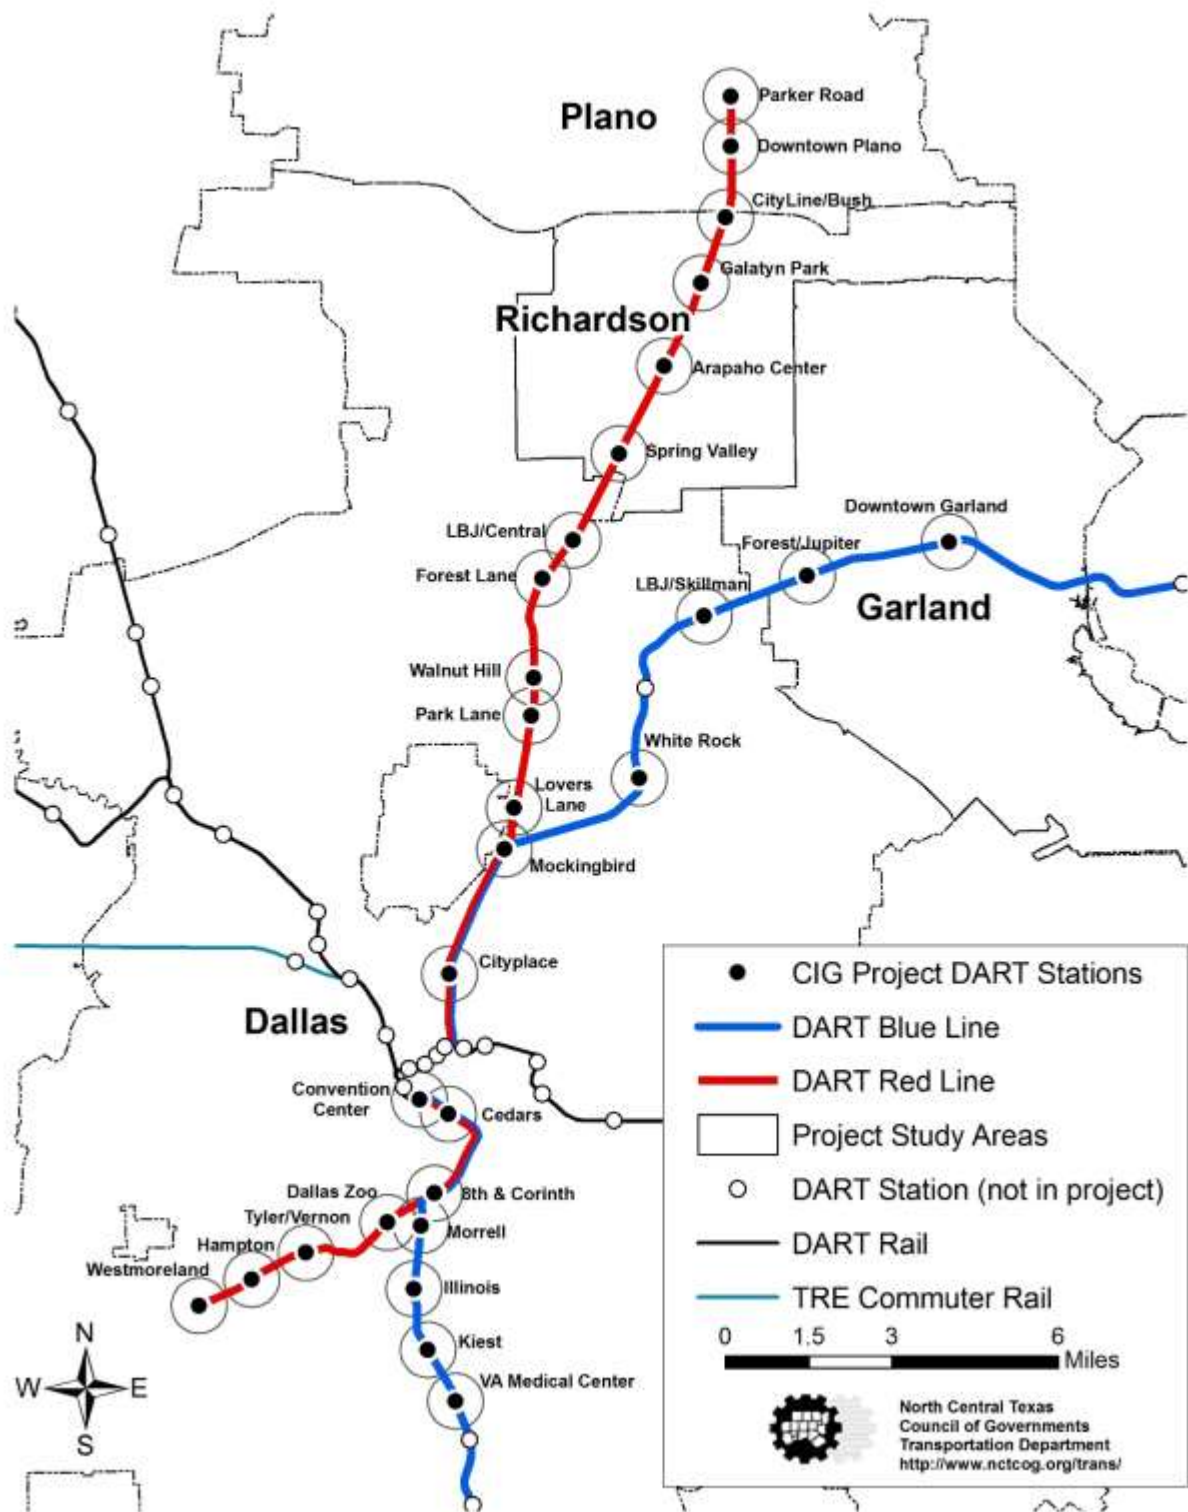 Parker Road
Plano
Downtown Plano
CityLine/Bush
Galatyn Park
Richardson
Arapaho Center
Spring Valley
Downtown Garland
LBJ/Central
Forest/Jupiter
Forest Lane
LBJ/Skillman
Garland
Walnut Hill
Park Lane
White Rock
Lovers
Lane
Mockingbird
Cityplace
Dallas
Convention
Center
Cedars
Dallas Zoo
8th & Corinth
Tyler/Vernon
Morrell
Hampton
Westmoreland
Illinois
Kiest
VA Medical Center
N
W
E
S
CIG Project DART Stations
DART Blue Line
DART Red Line
Project Study Areas
DART Station (not in project)
DART Rail
TRE Commuter Rail
0 1.5 3 6
Miles
North Central Texas
Council of Governments
Transportation Department
http://www.nctcog.org/trans/